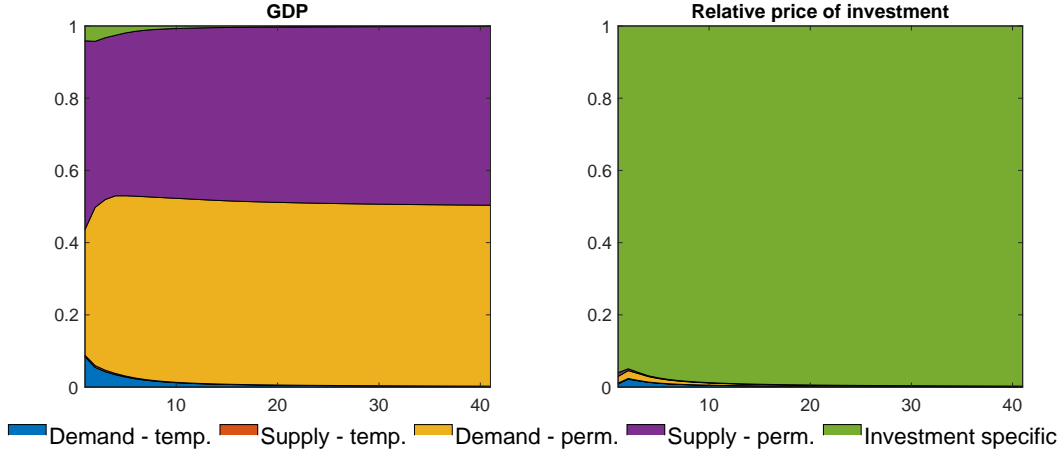 GDP
1
0.8
0.6
0.4
0.2
0
10 20 30 40
Relative price of investment
1
0.8
0.6
0.4
0.2
0
10 20 30 40
Demand - temp. Supply - temp. Demand - perm. Supply - perm. Investment specific